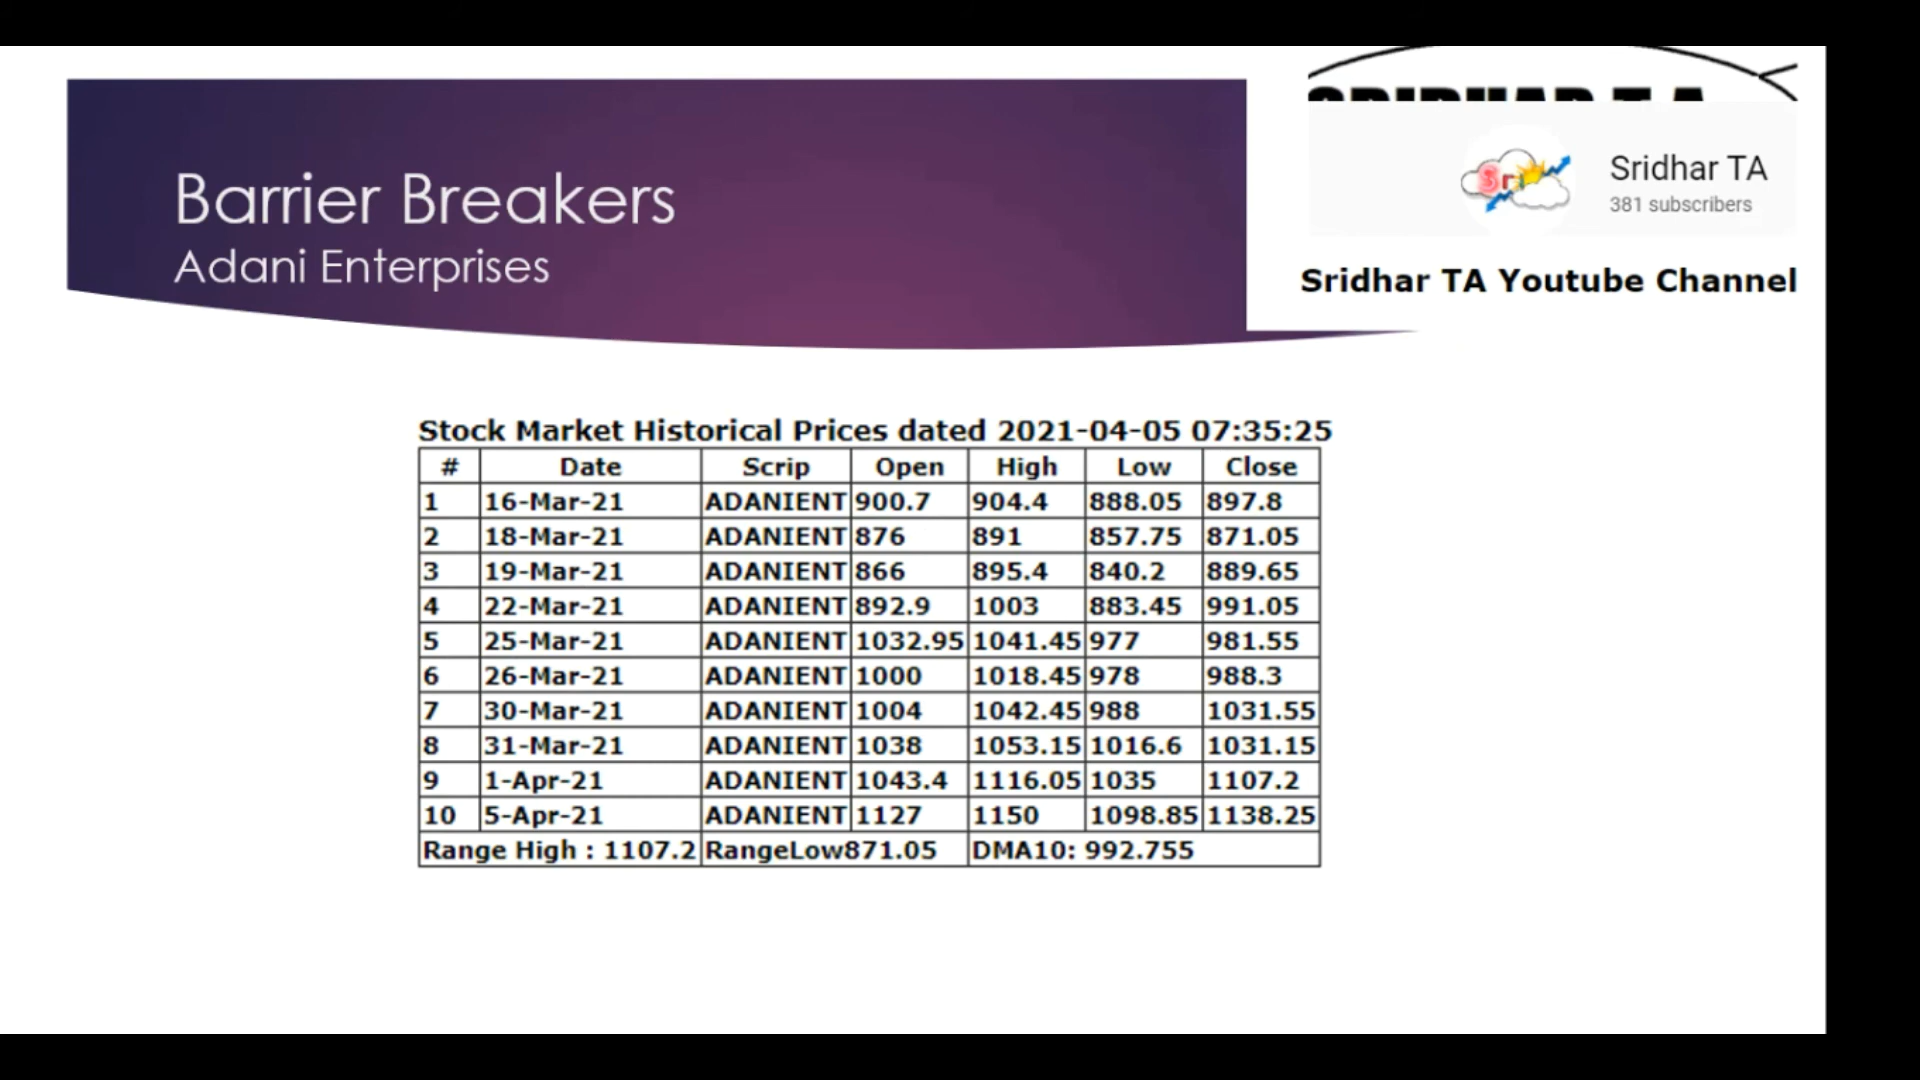 SRIDHAR T A
Barrier Breakers
Adani Enterprises
Sri
Sridhar TA
381 subscribers
Sridhar TA Youtube Channel
Stock Market Historical Prices dated 2021-04-05 07:35:25
# Date Scrip Open High Low Close
1 16-Mar-21 ADANIENT 900.7 904.4 888.05 897.8
2 18-Mar-21 ADANIENT 876 891 857.75 871.05
3 19-Mar-21 ADANIENT 866 895.4 840.2 889.65
4 22-Mar-21 ADANIENT 892.9 1003 883.45 991.05
5 25-Mar-21 ADANIENT 1032.95 1041.45 977 981.55
6 26-Mar-21 ADANIENT 1000 1018.45 978 988.3
7 30-Mar-21 ADANIENT 1004 1042.45 988 1031.55
8 31-Mar-21 ADANIENT 1038 1053.15 1016.6 1031.15
9 1-Apr-21 ADANIENT 1043.4 1116.05 1035 1107.2
10 5-Apr-21 ADANIENT 1127 1150 1098.85 1138.25
Range High : 1107.2 RangeLow871.05 DMA10: 992.755